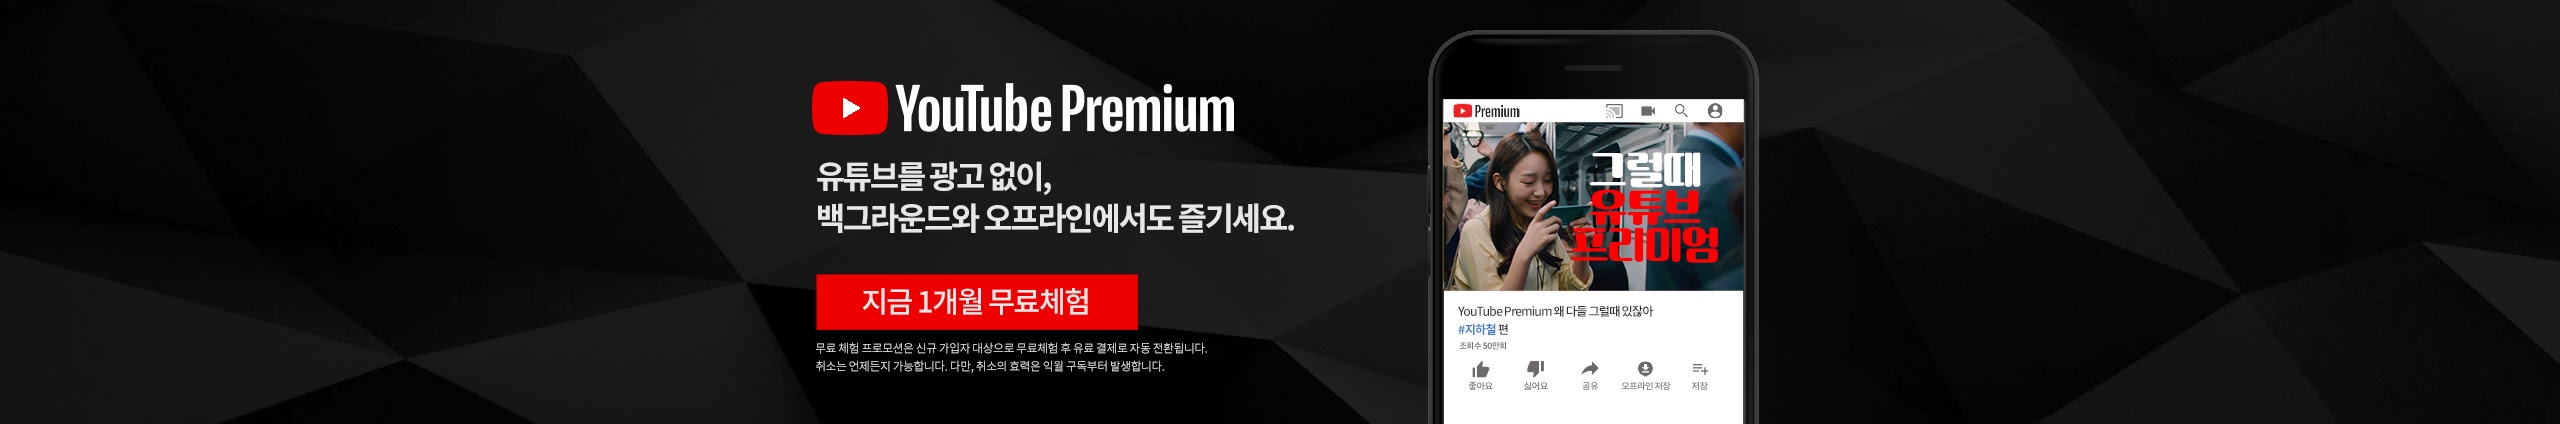 YouTube Premium
유튜브를 광고 없이,
백그라운드와 오프라인에서도 즐기세요.
지금 1개월 무료체험
무료 체험 프로모션은 신규 가입자 대상으로 무료체험 후 유료 결제로 자동 전환됩니다.
취소는 언제든지 가능합니다. 다만, 취소의 효력은 익월 구독부터 발생합니다.
Premium
그럴때
유튜브
프리미엄
YouTube Premium 왜 다들 그럴때 있잖아
#지하철 편
조회수 50만회
좋아요 싫어요 공유 오프라인 저장 저장